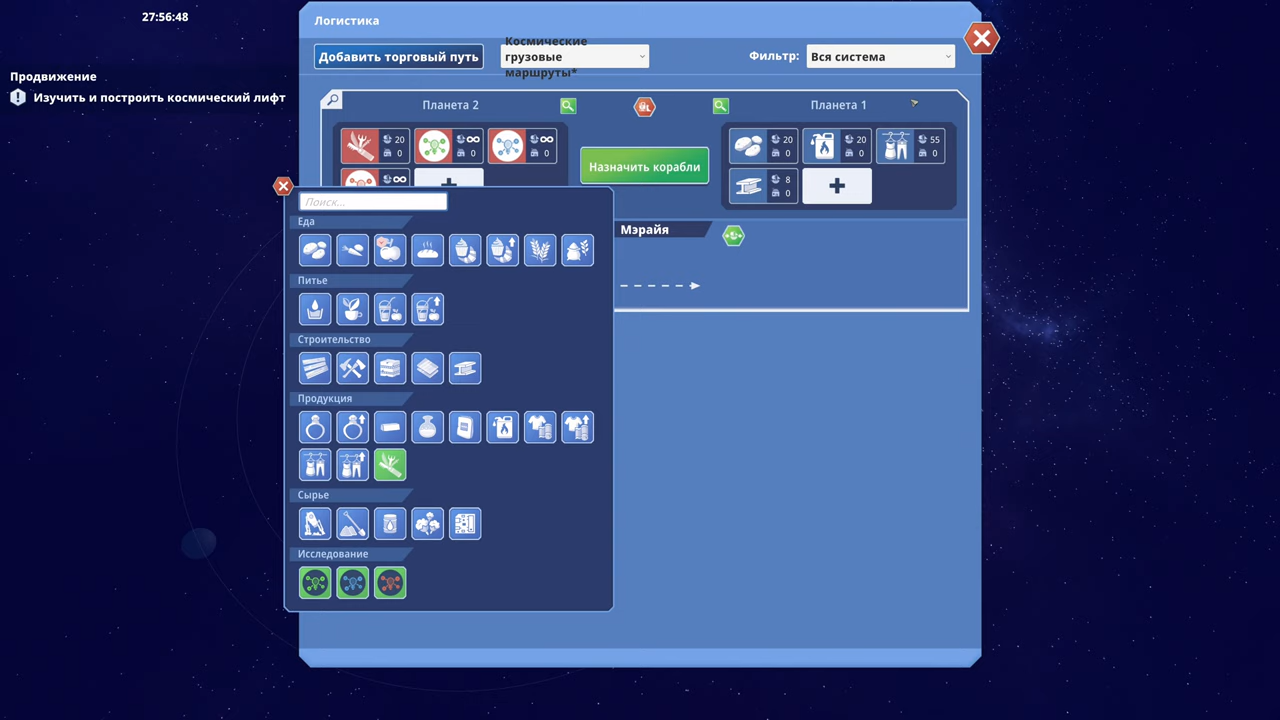 27:56:48
Логистика
Добавить торговый путь
Космические грузовые маршруты*
Фильтр:
Вся система
Продвижение
Изучить и построить космический лифт
Планета 2
Планета 1
20
0
∞
0
∞
0
∞
Назначить корабли
20
0
20
0
55
0
8
0
Поиск...
Мэрайя
Еда
Питье
Строительство
Продукция
Сырье
Исследование